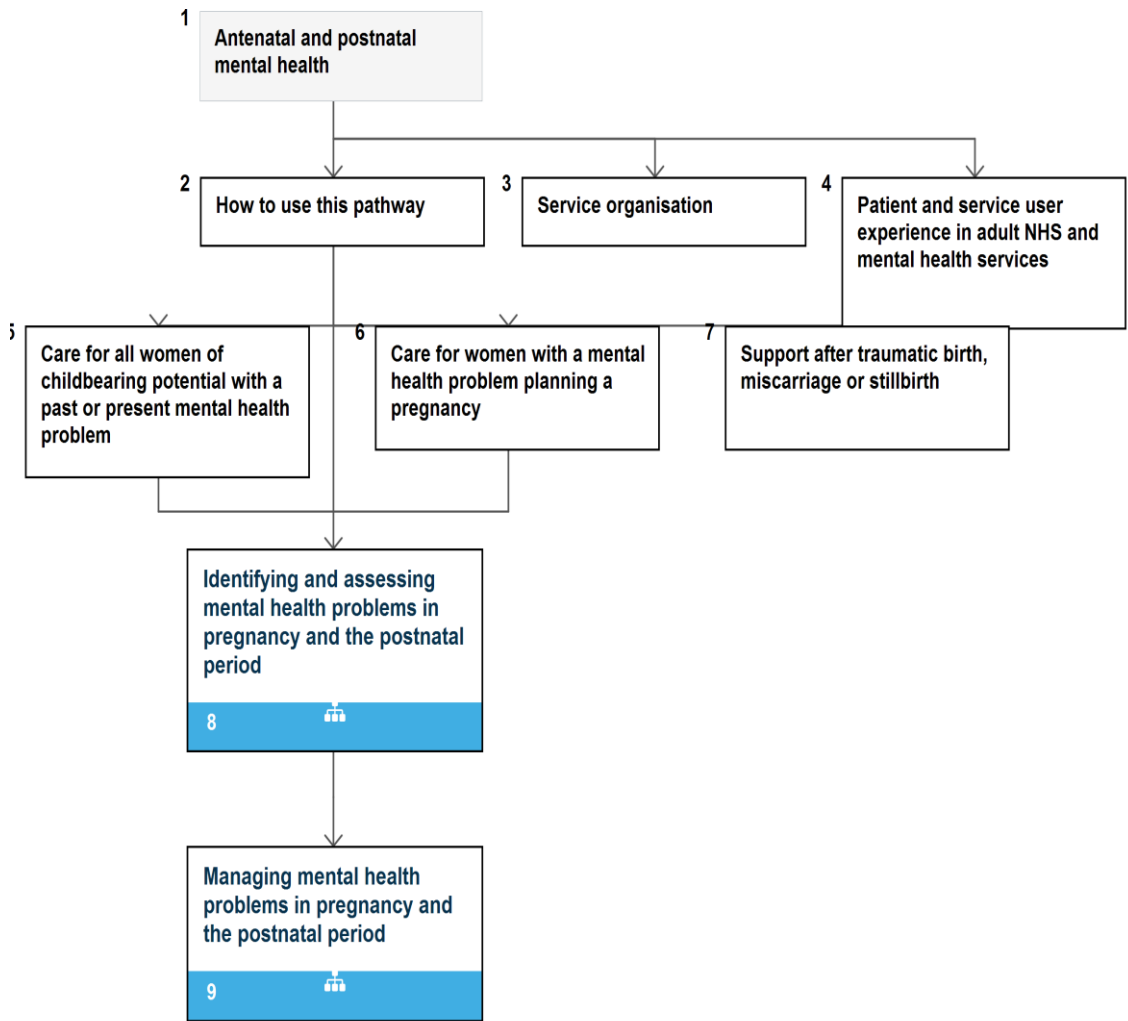 1
Antenatal and postnatal
mental health
2
How to use this pathway
3
Service organisation
4
Patient and service user
experience in adult NHS and
mental health services
5
Care for all women of
childbearing potential with a
past or present mental health
problem
6
Care for women with a mental
health problem planning a
pregnancy
7
Support after traumatic birth,
miscarriage or stillbirth
Identifying and assessing
mental health problems in
pregnancy and the postnatal
period
8
Managing mental health
problems in pregnancy and
the postnatal period
9